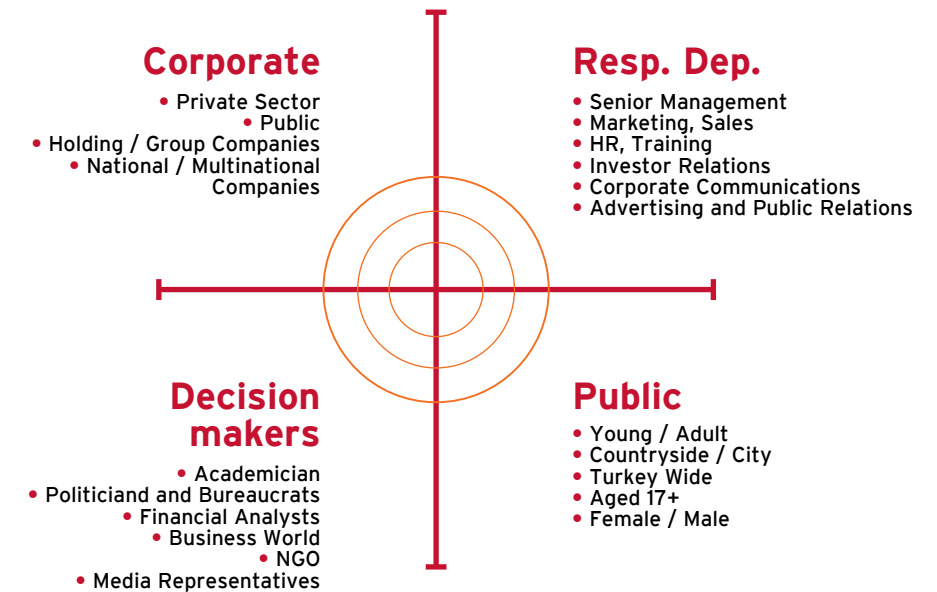 Corporate
• Private Sector
• Public
• Holding / Group Companies
• National / Multinational
Companies
Resp. Dep.
• Senior Management
• Marketing, Sales
• HR, Training
• Investor Relations
• Corporate Communications
• Advertising and Public Relations
Decision
makers
• Academician
• Politiciand and Bureaucrats
• Financial Analysts
• Business World
• NGO
• Media Representatives
Public
• Young / Adult
• Countryside / City
• Turkey Wide
• Aged 17+
• Female / Male